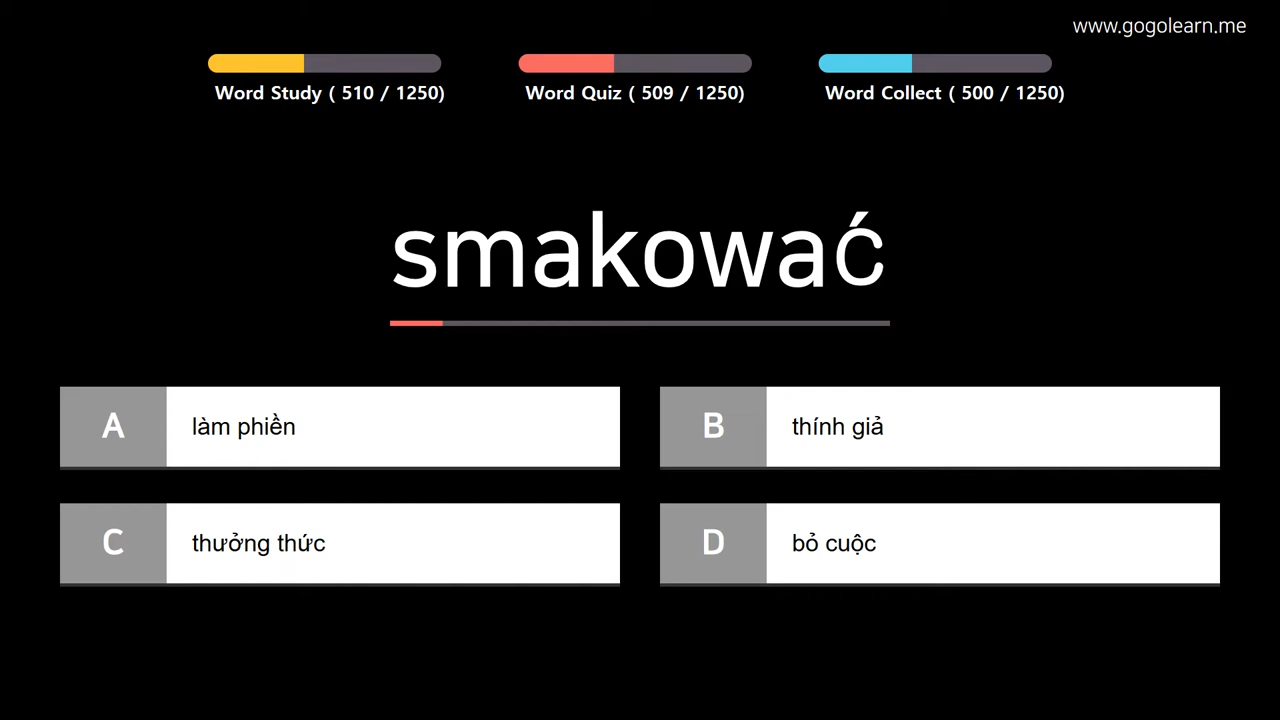 www.gogolearn.me
Word Study ( 510 / 1250)
Word Quiz ( 509 / 1250)
Word Collect ( 500 / 1250)
smakować
A làm phiền
B thính giả
C thưởng thức
D bỏ cuộc